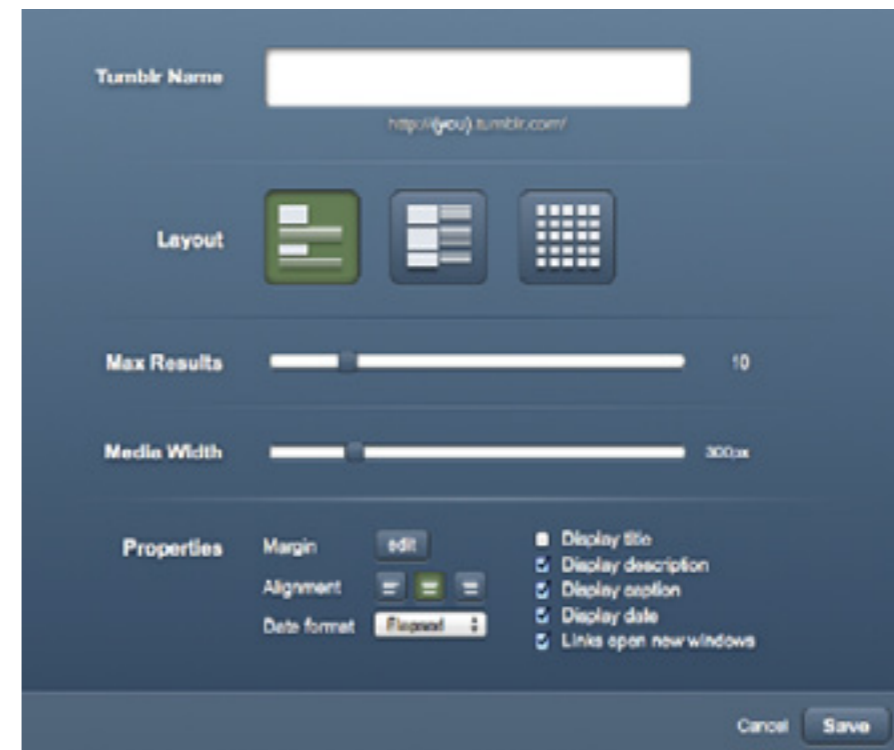 Tumblr Name
http://{you}.tumblr.com/
Layout
Max Results 10
Media Width 300px
Properties
Margin edit
Alignment
Date format Elapsed
Display title
Display description
Display caption
Display date
Links open new windows
Cancel Save